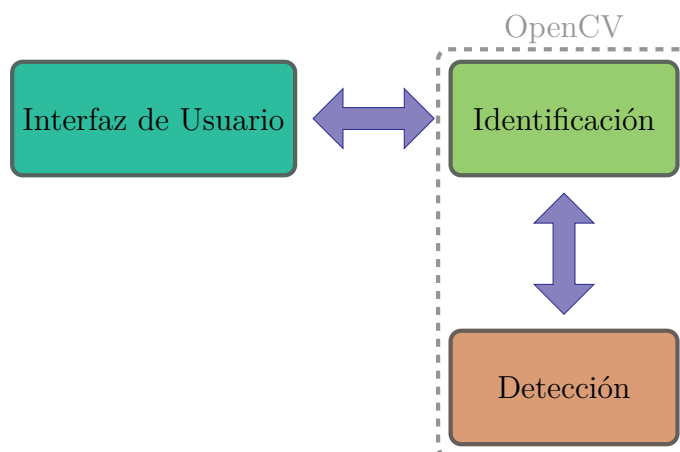 OpenCV
Interfaz de Usuario
Identificación
Detección